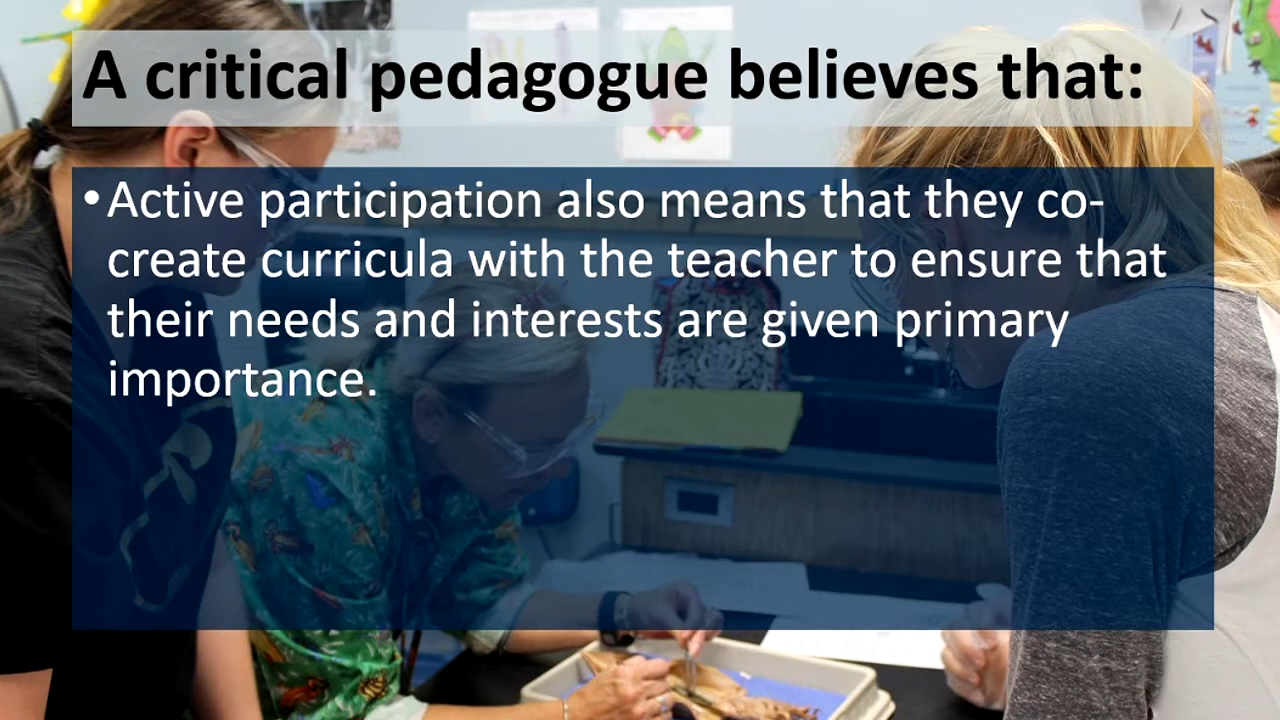 A critical pedagogue believes that:
• Active participation also means that they co-
create curricula with the teacher to ensure that
their needs and interests are given primary
importance.